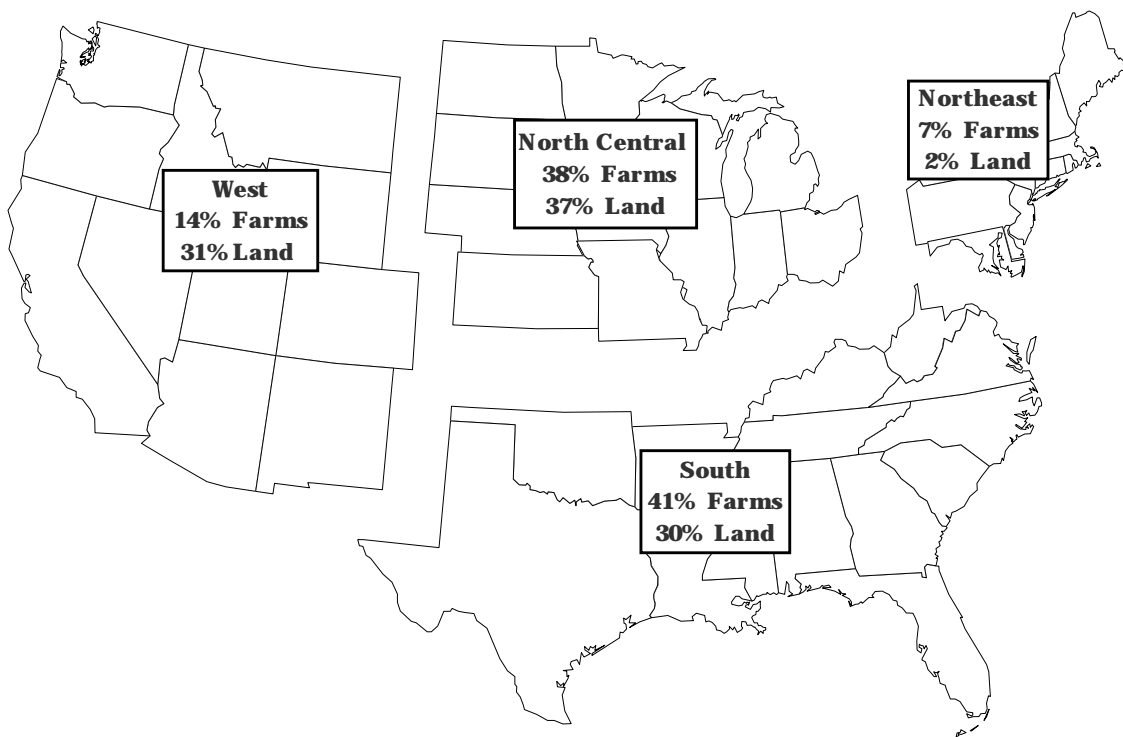 Northeast
7% Farms
2% Land
North Central
38% Farms
37% Land
West
14% Farms
31% Land
South
41% Farms
30% Land